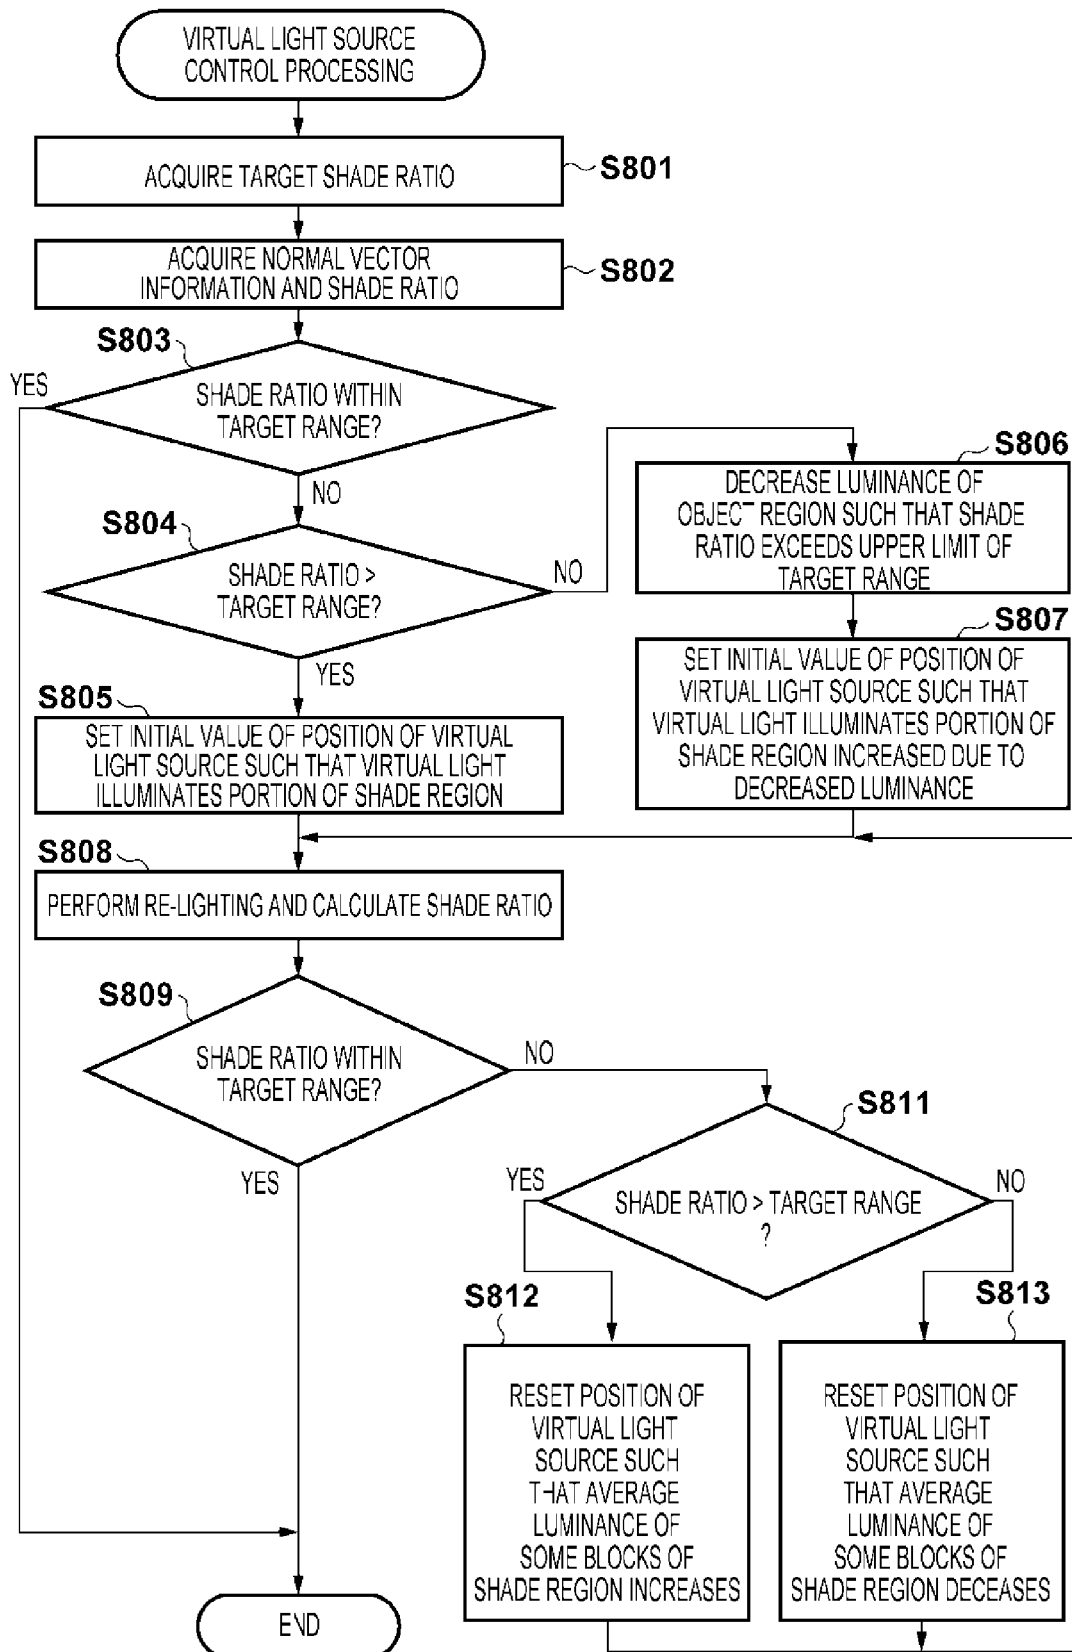 VIRTUAL LIGHT SOURCE
CONTROL PROCESSING
ACQUIRE TARGET SHADE RATIO
S801
ACQUIRE NORMAL VECTOR
INFORMATION AND SHADE RATIO
S802
S803
YES
SHADE RATIO WITHIN
TARGET RANGE?
NO
S804
SHADE RATIO >
TARGET RANGE?
NO
YES
S806
DECREASE LUMINANCE OF
OBJECT REGION SUCH THAT SHADE
RATIO EXCEEDS UPPER LIMIT OF
TARGET RANGE
S807
SET INITIAL VALUE OF POSITION OF
VIRTUAL LIGHT SOURCE SUCH THAT
VIRTUAL LIGHT ILLUMINATES PORTION OF
SHADE REGION INCREASED DUE TO
DECREASED LUMINANCE
S805
SET INITIAL VALUE OF POSITION OF VIRTUAL
LIGHT SOURCE SUCH THAT VIRTUAL LIGHT
ILLUMINATES PORTION OF SHADE REGION
S808
PERFORM RE-LIGHTING AND CALCULATE SHADE RATIO
S809
SHADE RATIO WITHIN
TARGET RANGE?
NO
YES
S811
YES
SHADE RATIO > TARGET RANGE
?
NO
S812
RESET POSITION OF
VIRTUAL LIGHT
SOURCE SUCH
THAT AVERAGE
LUMINANCE OF
SOME BLOCKS OF
SHADE REGION INCREASES
S813
RESET POSITION OF
VIRTUAL LIGHT
SOURCE SUCH
THAT AVERAGE
LUMINANCE OF
SOME BLOCKS OF
SHADE REGION DECEASES
END